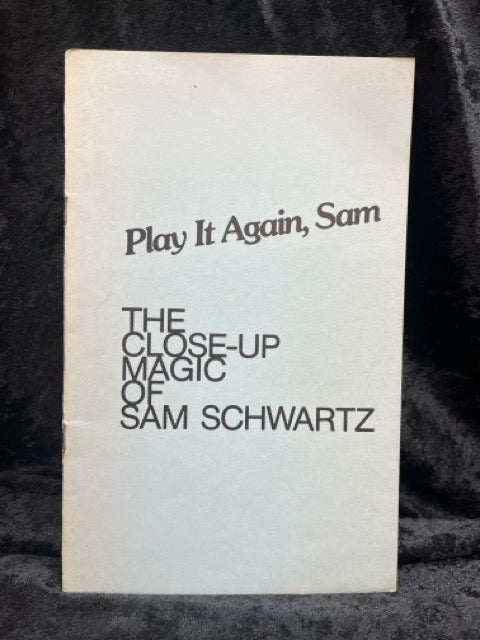 Play It Again, Sam
THE
CLOSE-UP
MAGIC
OF
SAM SCHWARTZ